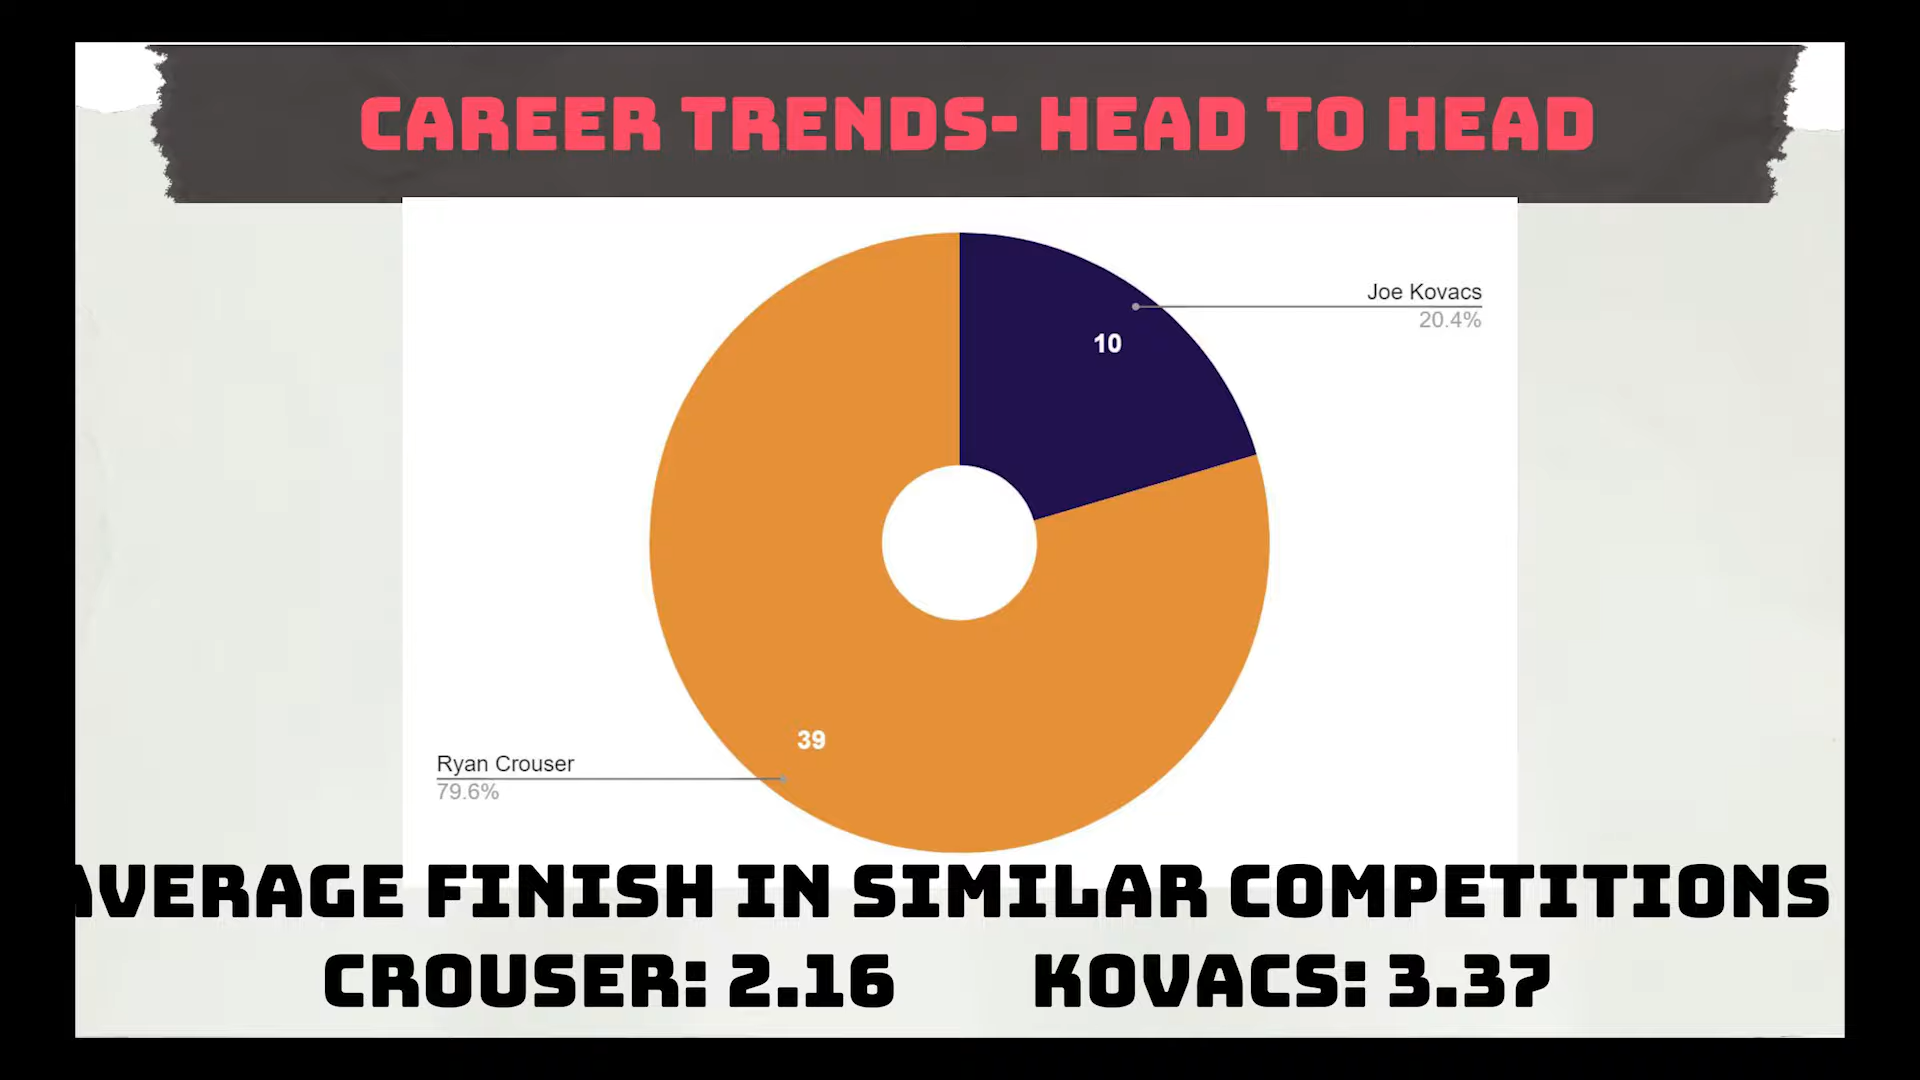 CAREER TRENDS- HEAD TO HEAD
Joe Kovacs
20.4%
10
39
Ryan Crouser
79.6%
AVERAGE FINISH IN SIMILAR COMPETITIONS
CROUSER: 2.16 KOVACS: 3.37